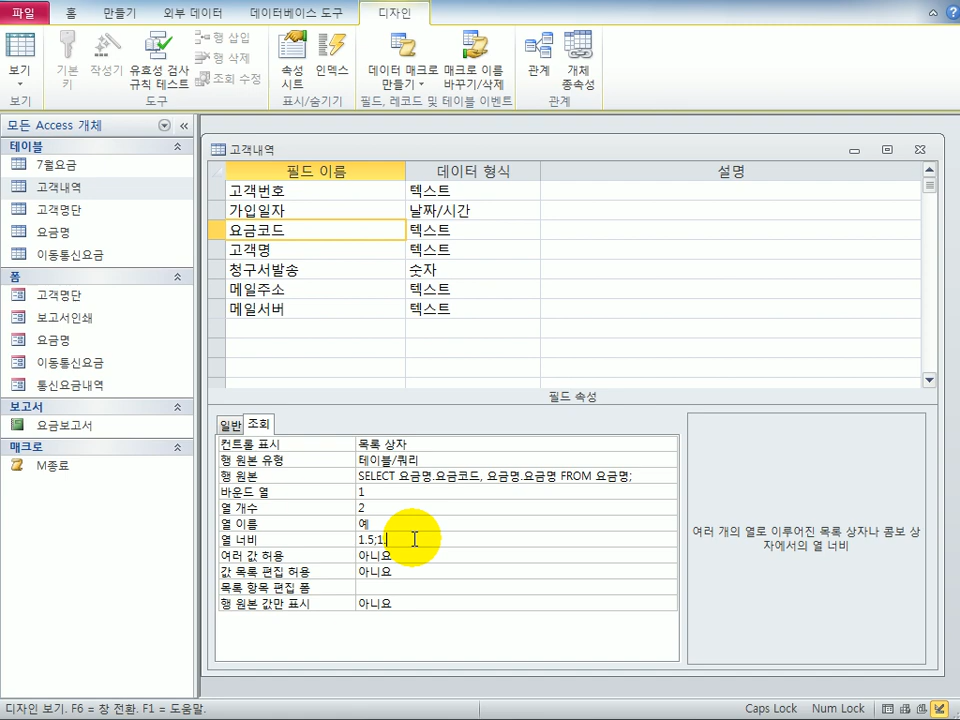 파일 홈 만들기 외부 데이터 데이터베이스 도구 디자인
보기
기본 키
작성기
유효성 검사 규칙 테스트
행 삽입
행 삭제
조회 수정
속성 시트
인덱스
데이터 매크로 만들기
매크로 이름 바꾸기/삭제
관계
개체 종속성
보기 도구 표시/숨기기 필드, 레코드 및 테이블 이벤트 관계
모든 Access 개체
테이블
7월요금
고객내역
고객명단
요금명
이동통신요금
폼
고객명단
보고서인쇄
요금명
이동통신요금
통신요금내역
보고서
요금보고서
매크로
M종료
고객내역
필드 이름 데이터 형식 설명
고객번호 텍스트
가입일자 날짜/시간
요금코드 텍스트
고객명 텍스트
청구서발송 숫자
메일주소 텍스트
메일서버 텍스트
필드 속성
일반 조회
컨트롤 표시 목록 상자
행 원본 유형 테이블/쿼리
행 원본 SELECT 요금명.요금코드, 요금명.요금명 FROM 요금명;
바운드 열 1
열 개수 2
열 이름 예
열 너비 1.5;1.
여러 값 허용 아니요
값 목록 편집 허용 아니요
목록 항목 편집 폼
행 원본 값만 표시 아니요
여러 개의 열로 이루어진 목록 상자나 콤보 상
자에서의 열 너비
디자인 보기. F6 = 창 전환. F1 = 도움말.
Caps Lock Num Lock